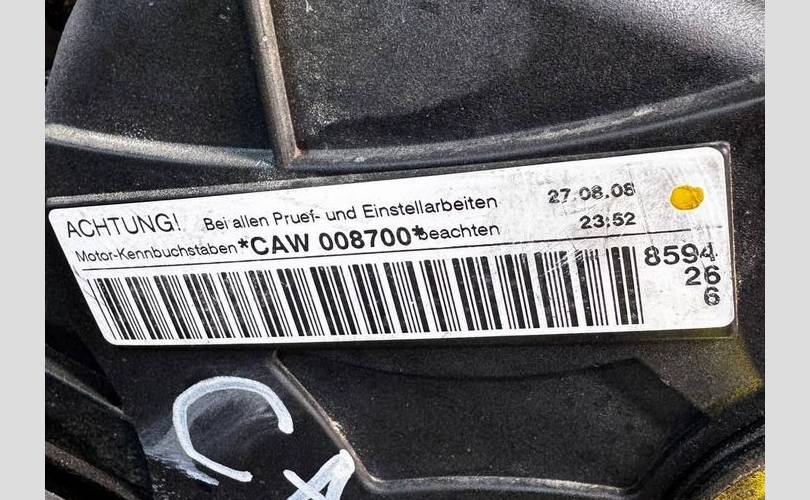 ACHTUNG! Bei allen Pruef- und Einstellarbeiten 27.08.08
Motor-Kennbuchstaben *CAW 008700* beachten 23:52
8594
26
6
CA